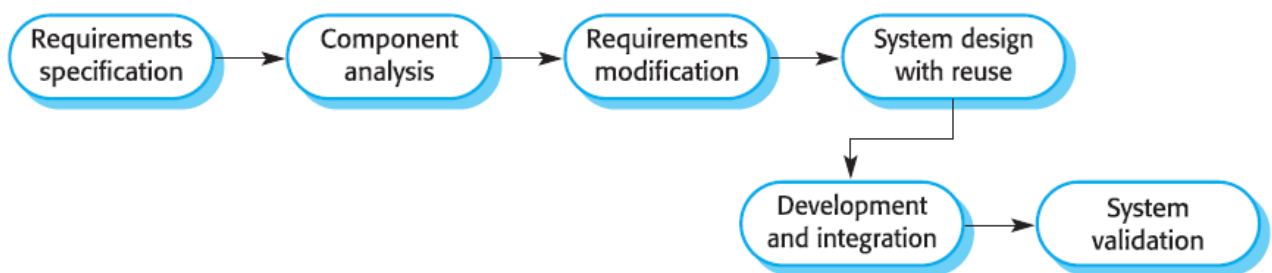 Requirements
specification
Component
analysis
Requirements
modification
System design
with reuse
Development
and integration
System
validation